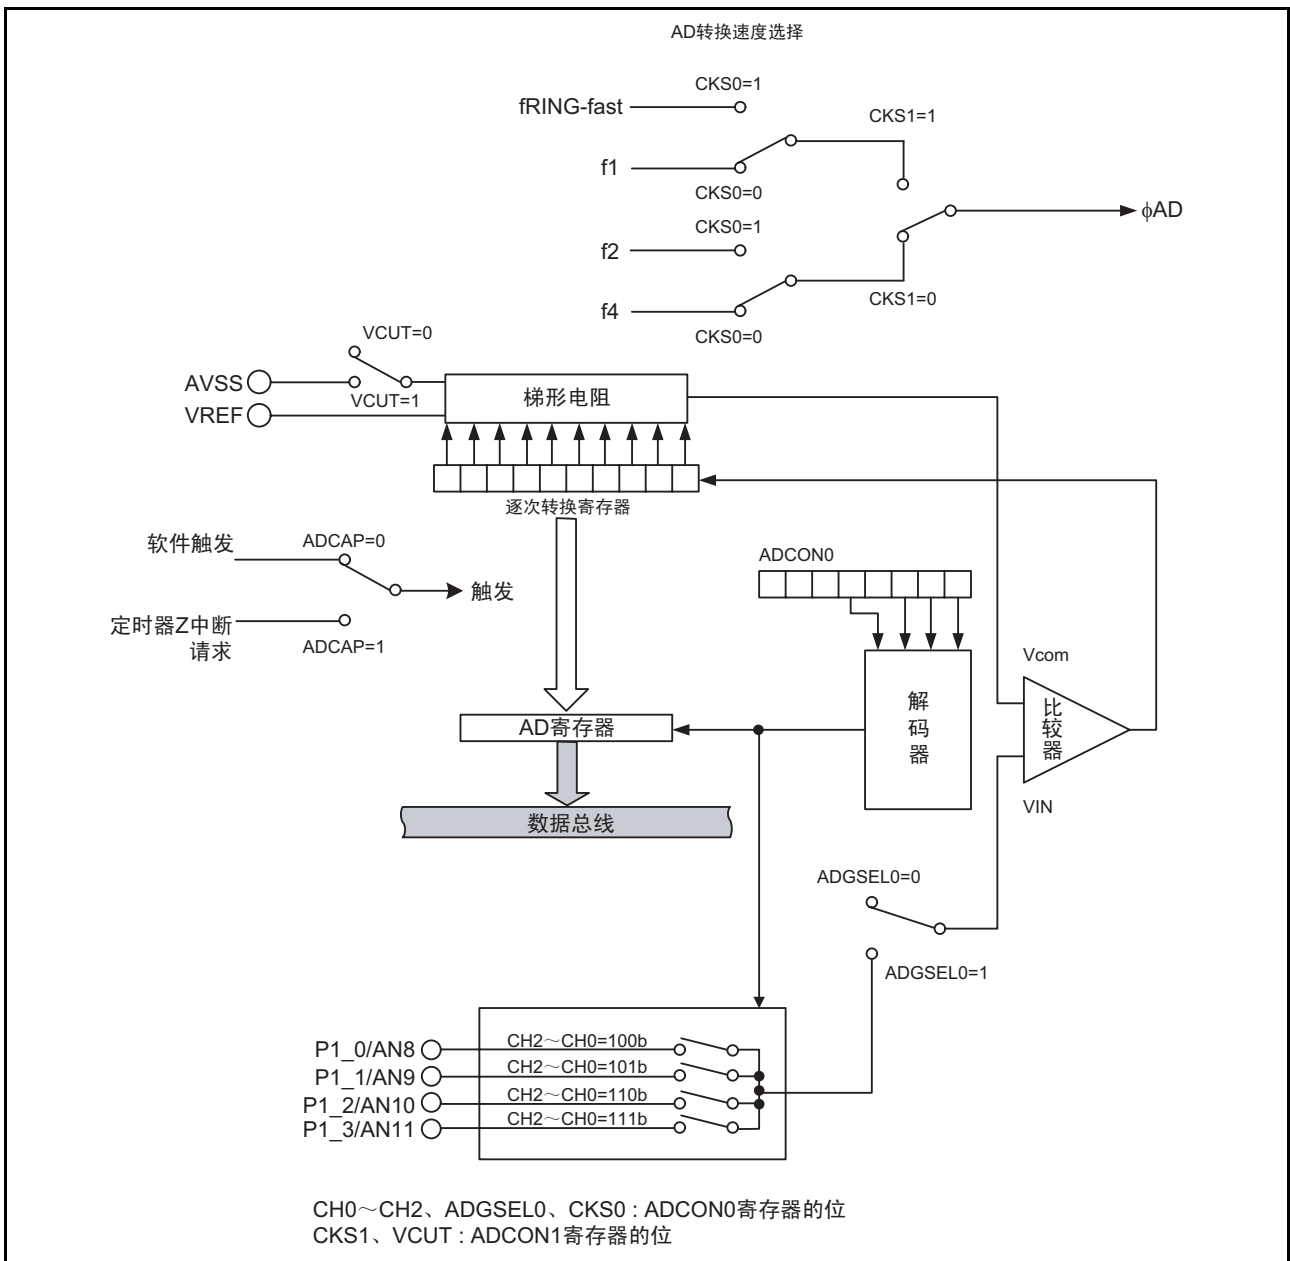 AD转换速度选择
CKS0=1
fRING-fast
CKS1=1
f1
CKS0=0
φAD
CKS0=1
f2
CKS1=0
f4
CKS0=0
VCUT=0
AVSS
VCUT=1
VREF
梯形电阻
逐次转换寄存器
软件触发
ADCAP=0
触发
定时器Z中断
请求
ADCAP=1
ADCON0
解
码
器
Vcom
比
较
器
VIN
AD寄存器
数据总线
ADGSEL0=0
ADGSEL0=1
P1_0/AN8
CH2～CH0=100b
P1_1/AN9
CH2～CH0=101b
P1_2/AN10
CH2～CH0=110b
P1_3/AN11
CH2～CH0=111b
CH0～CH2、ADGSEL0、CKS0 : ADCON0寄存器的位
CKS1、VCUT : ADCON1寄存器的位